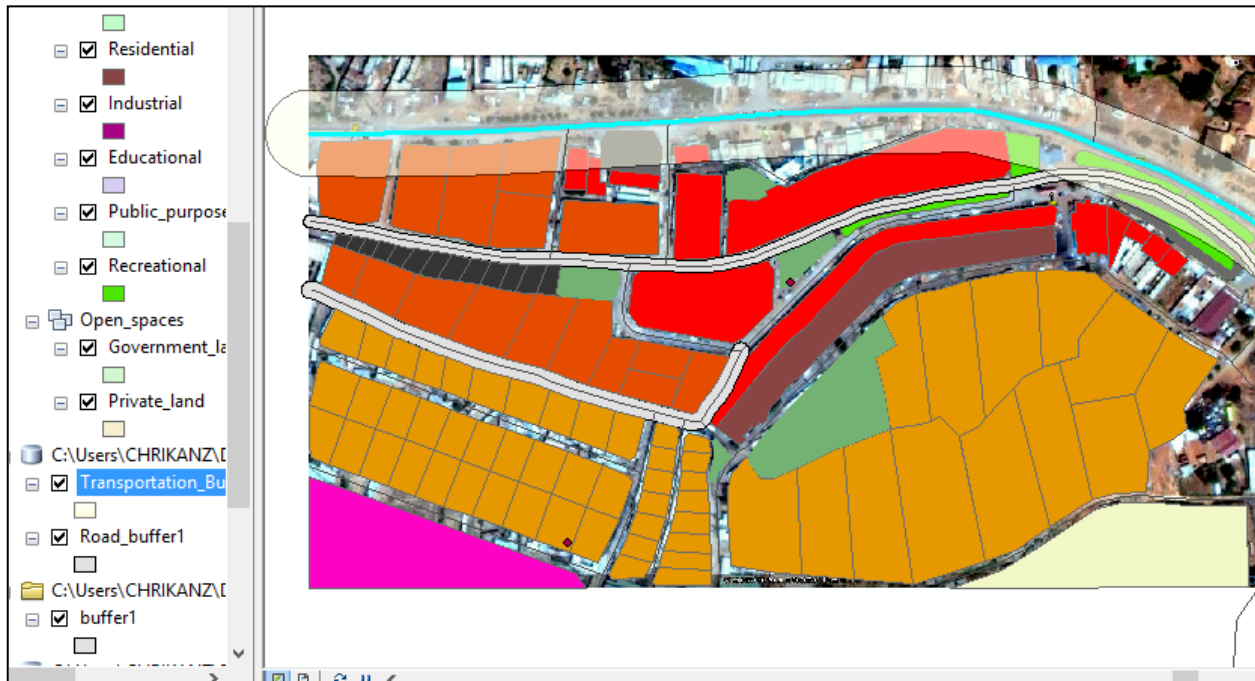 Residential
Industrial
Educational
Public_purpose
Recreational
Open_spaces
Government_la
Private_land
C:\Users\CHRIKANZ\D
Transportation_Bu
Road_buffer1
C:\Users\CHRIKANZ\D
buffer1